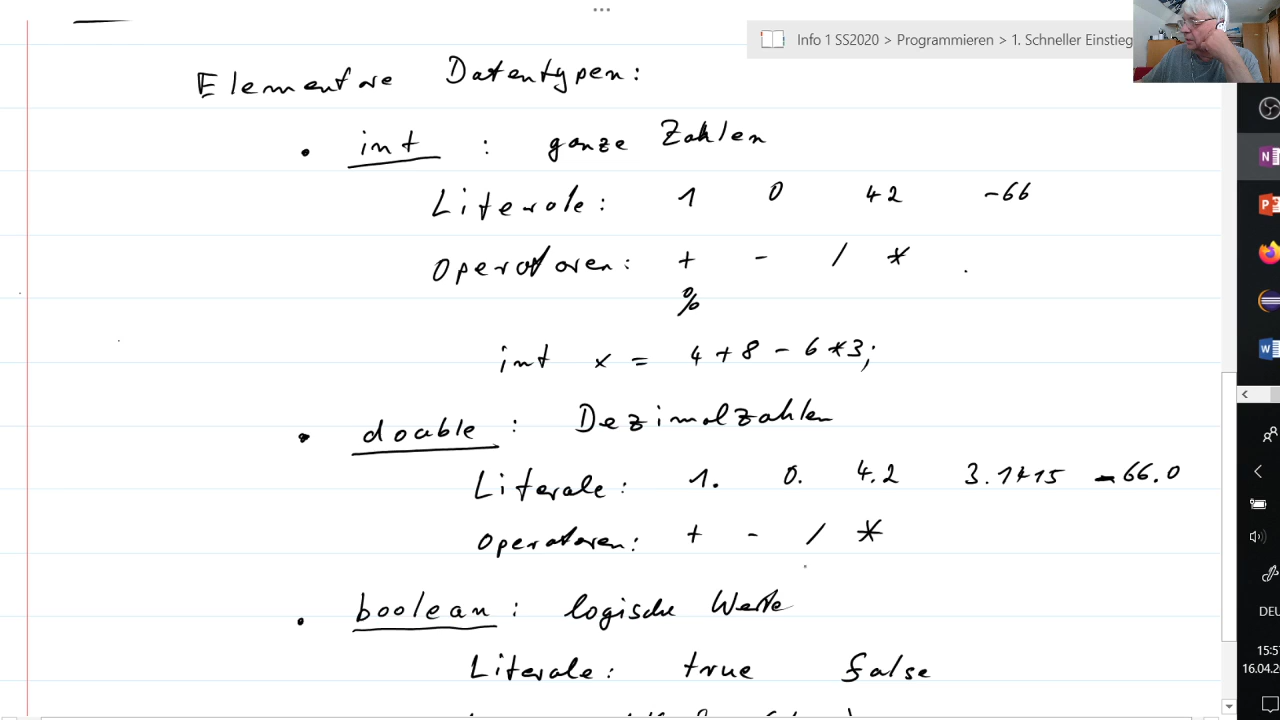 Info 1 SS2020 > Programmieren > 1. Schneller Einstieg
Elementare Datentypen:
• int : ganze Zahlen
Literale: 1 0 42 -66
Operatoren: + - / *
%
int x = 4 + 8 - 6 * 3;
• double : Dezimalzahlen
Literale: 1. 0. 4.2 3.1415 -66.0
Operatoren: + - / *
• boolean : logische Werte
Literale: true false
DEU
15:5
16.04.2